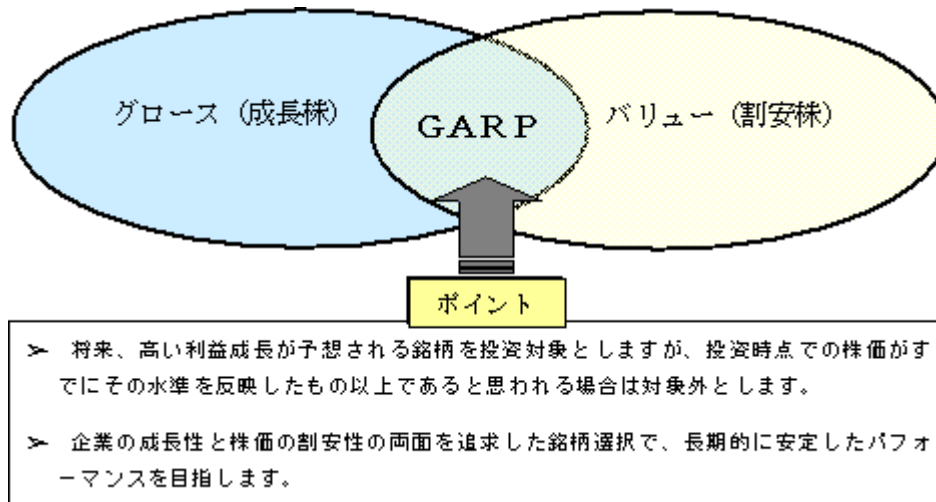 グロース（成長株）
GARP
バリュー（割安株）
ポイント
➢ 将来、高い利益成長が予想される銘柄を投資対象としますが、投資時点での株価がす
でにその水準を反映したもの以上であると思われる場合は対象外とします。
➢ 企業の成長性と株価の割安性の両面を追求した銘柄選択で、長期的に安定したパフォ
ーマンスを目指します。